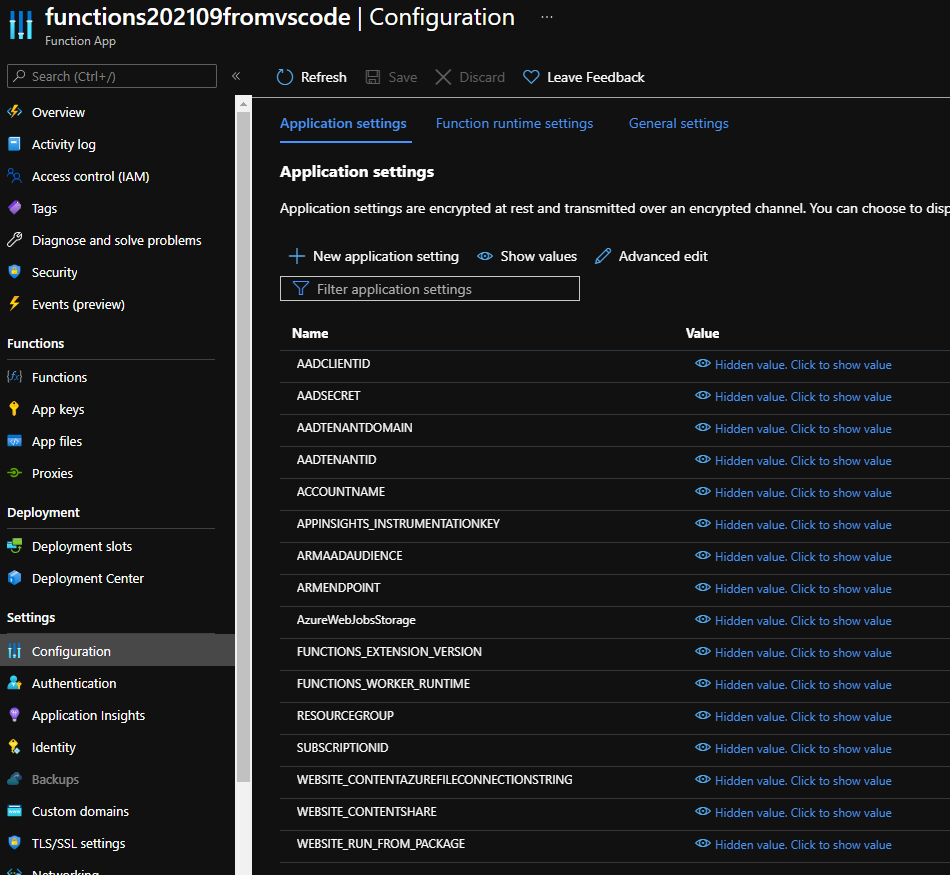 functions202109fromvscode | Configuration ...
Function App
Search (Ctrl+/)
«
Overview
Activity log
Access control (IAM)
Tags
Diagnose and solve problems
Security
Events (preview)
Functions
Functions
App keys
App files
Proxies
Deployment
Deployment slots
Deployment Center
Settings
Configuration
Authentication
Application Insights
Identity
Backups
Custom domains
TLS/SSL settings
Networking
Refresh Save Discard Leave Feedback
Application settings Function runtime settings General settings
Application settings
Application settings are encrypted at rest and transmitted over an encrypted channel. You can choose to disp
New application setting Show values Advanced edit
Filter application settings
Name Value
AADCLIENTID Hidden value. Click to show value
AADSECRET Hidden value. Click to show value
AADTENANTDOMAIN Hidden value. Click to show value
AADTENANTID Hidden value. Click to show value
ACCOUNTNAME Hidden value. Click to show value
APPINSIGHTS_INSTRUMENTATIONKEY Hidden value. Click to show value
ARMAADAUDIENCE Hidden value. Click to show value
ARMENDPOINT Hidden value. Click to show value
AzureWebJobsStorage Hidden value. Click to show value
FUNCTIONS_EXTENSION_VERSION Hidden value. Click to show value
FUNCTIONS_WORKER_RUNTIME Hidden value. Click to show value
RESOURCEGROUP Hidden value. Click to show value
SUBSCRIPTIONID Hidden value. Click to show value
WEBSITE_CONTENTAZUREFILECONNECTIONSTRING Hidden value. Click to show value
WEBSITE_CONTENTSHARE Hidden value. Click to show value
WEBSITE_RUN_FROM_PACKAGE Hidden value. Click to show value